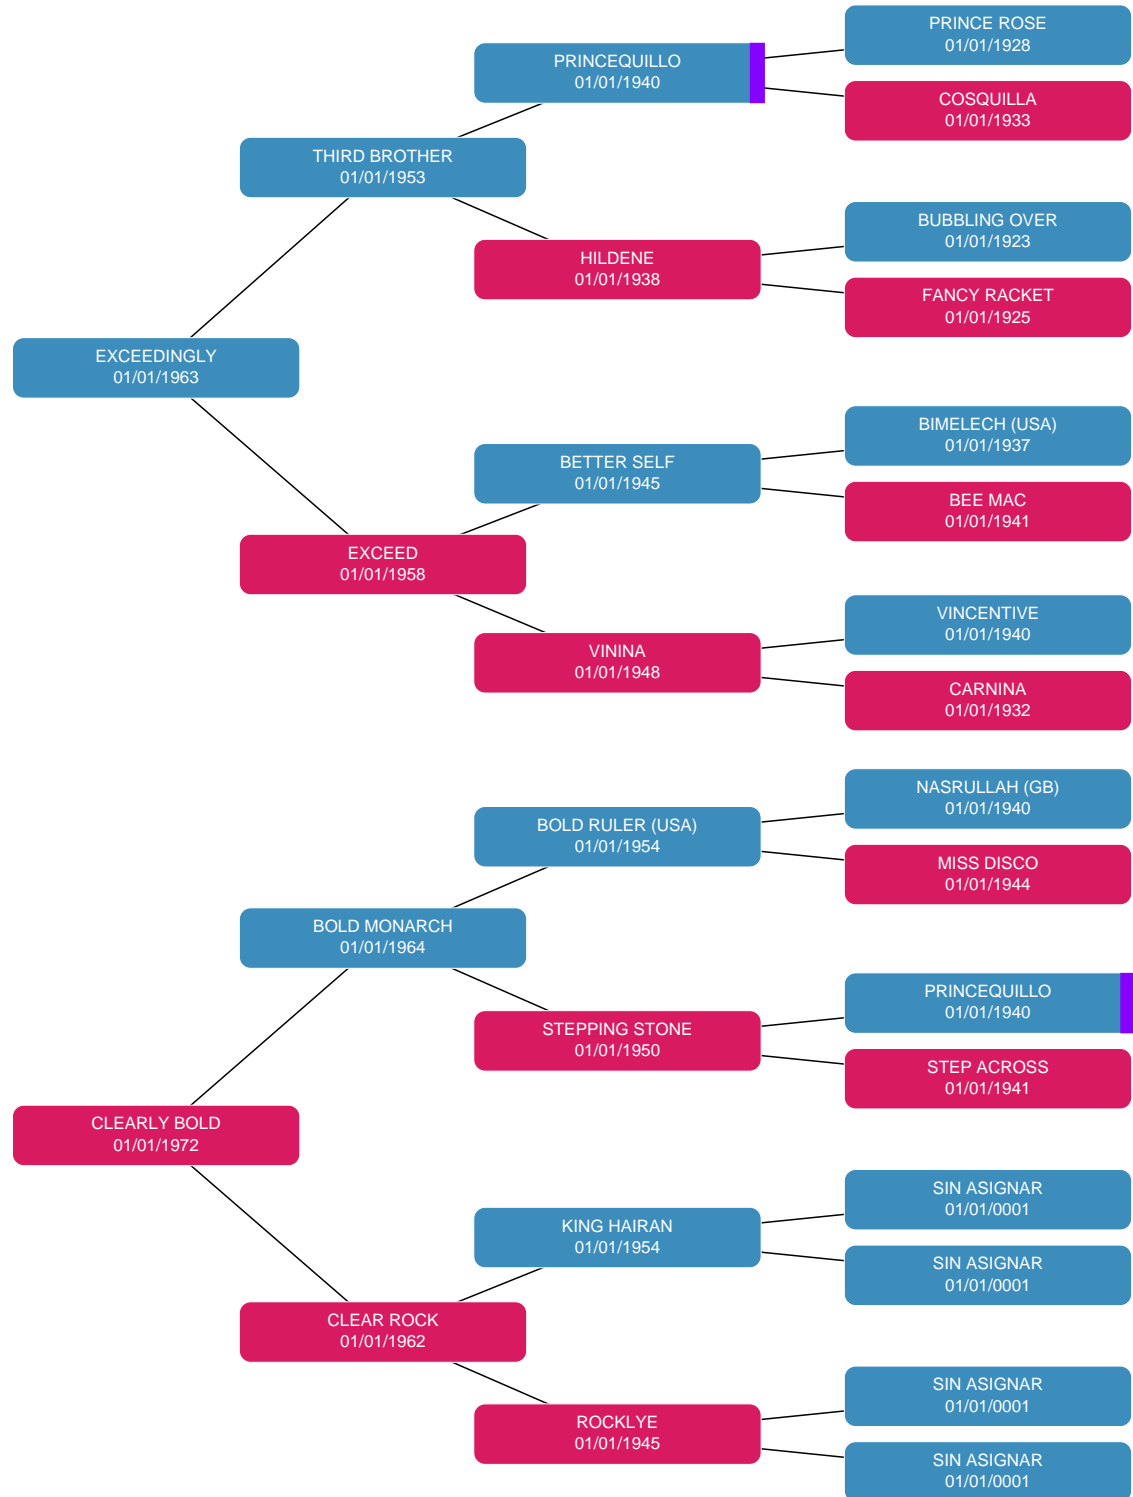 PRINCE ROSE
01/01/1928
PRINCEQUILLO
01/01/1940
COSQUILLA
01/01/1933
THIRD BROTHER
01/01/1953
BUBBLING OVER
01/01/1923
HILDENE
01/01/1938
FANCY RACKET
01/01/1925
EXCEEDINGLY
01/01/1963
BIMELECH (USA)
01/01/1937
BETTER SELF
01/01/1945
BEE MAC
01/01/1941
EXCEED
01/01/1958
VINCENTIVE
01/01/1940
VININA
01/01/1948
CARNINA
01/01/1932
NASRULLAH (GB)
01/01/1940
BOLD RULER (USA)
01/01/1954
MISS DISCO
01/01/1944
BOLD MONARCH
01/01/1964
PRINCEQUILLO
01/01/1940
STEPPING STONE
01/01/1950
STEP ACROSS
01/01/1941
CLEARLY BOLD
01/01/1972
SIN ASIGNAR
01/01/0001
KING HAIRAN
01/01/1954
SIN ASIGNAR
01/01/0001
CLEAR ROCK
01/01/1962
SIN ASIGNAR
01/01/0001
ROCKLYE
01/01/1945
SIN ASIGNAR
01/01/0001